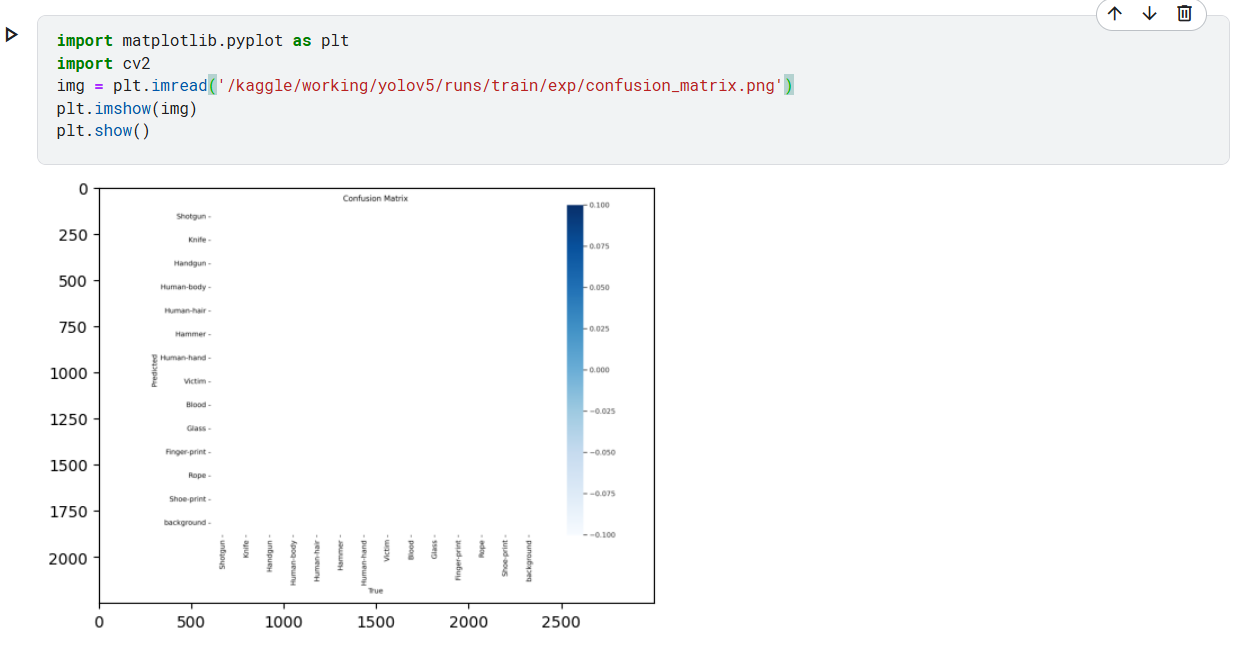 import matplotlib.pyplot as plt
import cv2
img = plt.imread('/kaggle/working/yolov5/runs/train/exp/confusion_matrix.png')
plt.imshow(img)
plt.show()
Confusion Matrix
0
250
500
750
1000
1250
1500
1750
2000
Predicted
Shotgun
Knife
Handgun
Human-body
Human-hair
Hammer
Human-hand
Victim
Blood
Glass
Finger-print
Rope
Shoe-print
background
0.100
0.075
0.050
0.025
0.000
−0.025
−0.050
−0.075
−0.100
Shotgun
Knife
Handgun
Human-body
Human-hair
Hammer
Human-hand
Victim
Blood
Glass
Finger-print
Rope
Shoe-print
background
True
0 500 1000 1500 2000 2500